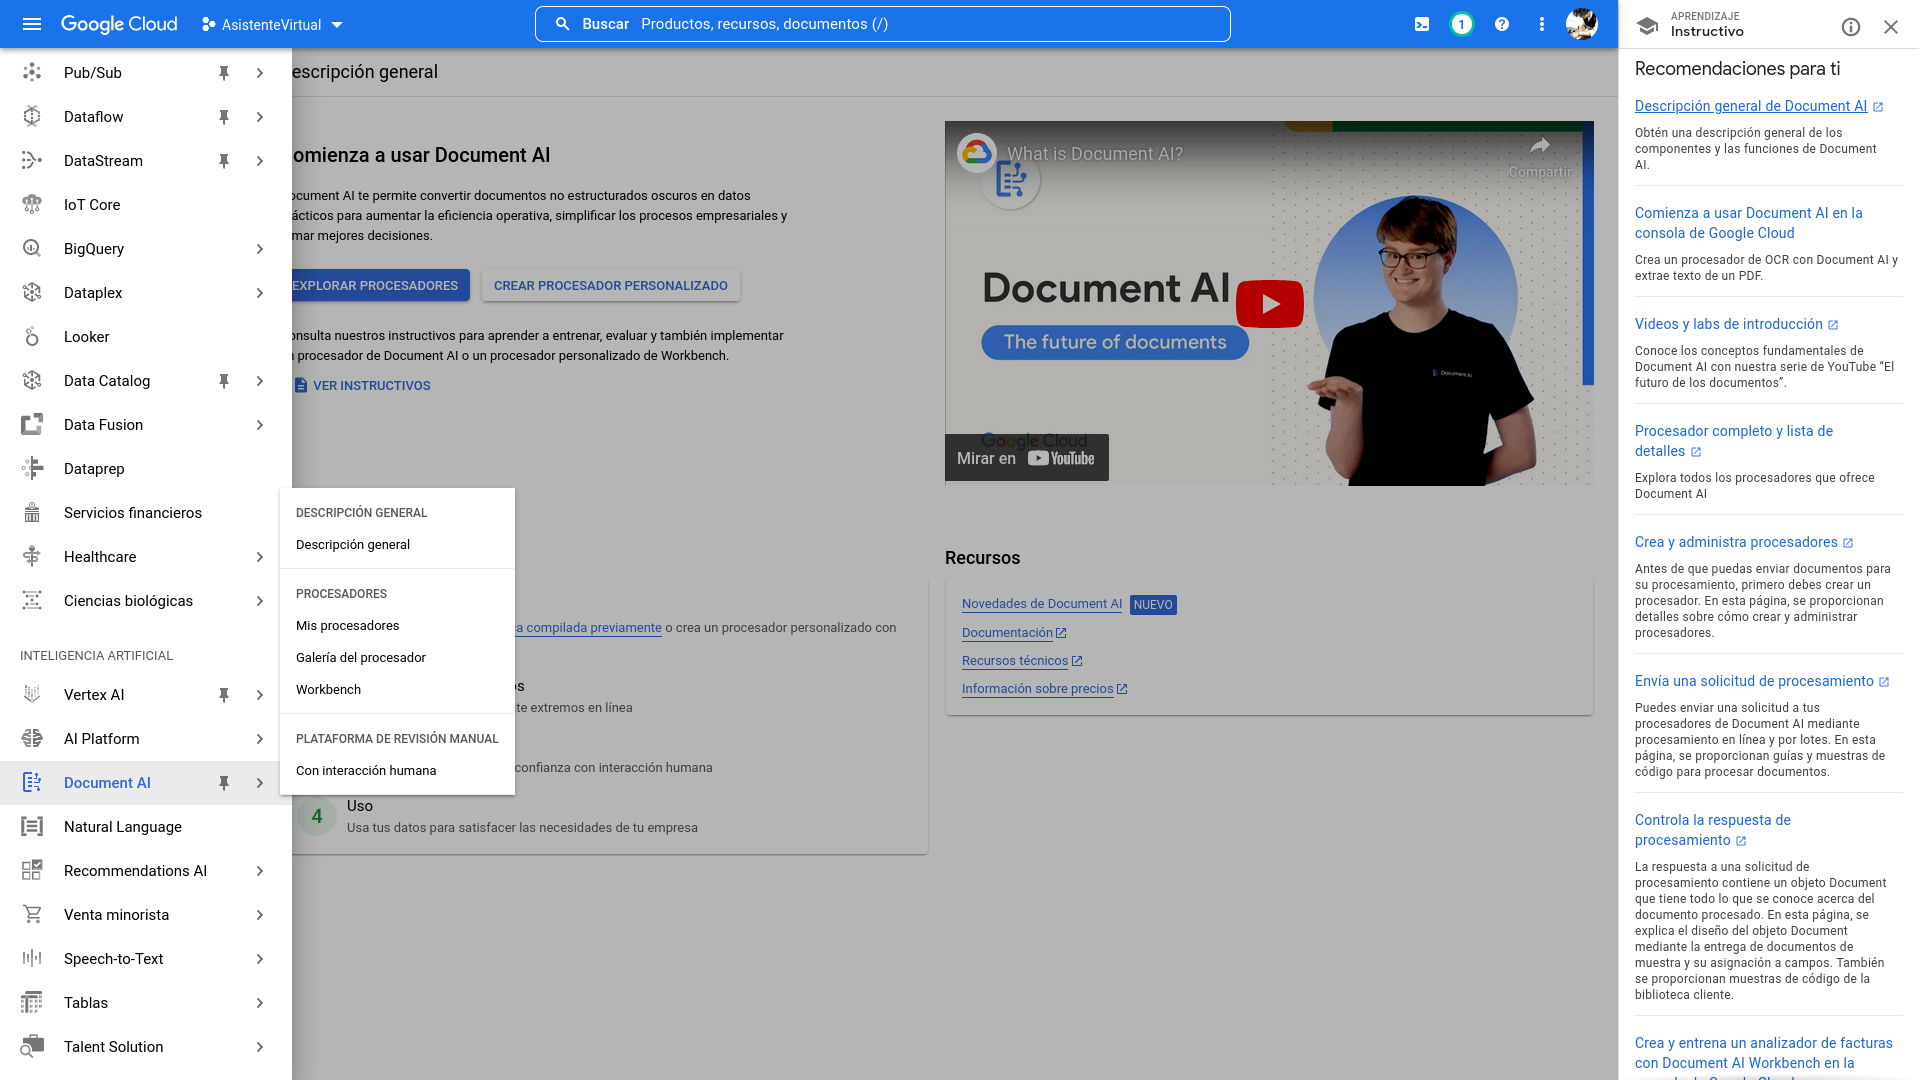 Google Cloud
AsistenteVirtual
Buscar Productos, recursos, documentos (/)
1
APRENDIZAJE
Instructivo
Pub/Sub
Dataflow
DataStream
IoT Core
BigQuery
Dataplex
Looker
Data Catalog
Data Fusion
Dataprep
Servicios financieros
Healthcare
Ciencias biológicas
INTELIGENCIA ARTIFICIAL
Vertex AI
AI Platform
Document AI
Natural Language
Recommendations AI
Venta minorista
Speech-to-Text
Tablas
Talent Solution
DESCRIPCIÓN GENERAL
Descripción general
PROCESADORES
Mis procesadores
Galería del procesador
Workbench
PLATAFORMA DE REVISIÓN MANUAL
Con interacción humana
escripción general
omienza a usar Document AI
ocument AI te permite convertir documentos no estructurados oscuros en datos
ácticos para aumentar la eficiencia operativa, simplificar los procesos empresariales y
mar mejores decisiones.
EXPLORAR PROCESADORES
CREAR PROCESADOR PERSONALIZADO
onsulta nuestros instructivos para aprender a entrenar, evaluar y también implementar
procesador de Document AI o un procesador personalizado de Workbench.
VER INSTRUCTIVOS
a compilada previamente o crea un procesador personalizado con
os
te extremos en línea
confianza con interacción humana
4
Uso
Usa tus datos para satisfacer las necesidades de tu empresa
What is Document AI?
Compartir
Document AI
The future of documents
Document AI
Google Cloud
Mirar en YouTube
Recursos
Novedades de Document AI NUEVO
Documentación
Recursos técnicos
Información sobre precios
Recomendaciones para ti
Descripción general de Document AI
Obtén una descripción general de los
componentes y las funciones de Document
AI.
Comienza a usar Document AI en la
consola de Google Cloud
Crea un procesador de OCR con Document AI y
extrae texto de un PDF.
Videos y labs de introducción
Conoce los conceptos fundamentales de
Document AI con nuestra serie de YouTube “El
futuro de los documentos”.
Procesador completo y lista de
detalles
Explora todos los procesadores que ofrece
Document AI
Crea y administra procesadores
Antes de que puedas enviar documentos para
su procesamiento, primero debes crear un
procesador. En esta página, se proporcionan
detalles sobre cómo crear y administrar
procesadores.
Envía una solicitud de procesamiento
Puedes enviar una solicitud a tus
procesadores de Document AI mediante
procesamiento en línea y por lotes. En esta
página, se proporcionan guías y muestras de
código para procesar documentos.
Controla la respuesta de
procesamiento
La respuesta a una solicitud de
procesamiento contiene un objeto Document
que tiene todo lo que se conoce acerca del
documento procesado. En esta página, se
explica el diseño del objeto Document
mediante la entrega de documentos de
muestra y su asignación a campos. También
se proporcionan muestras de código de la
biblioteca cliente.
Crea y entrena un analizador de facturas
con Document AI Workbench en la